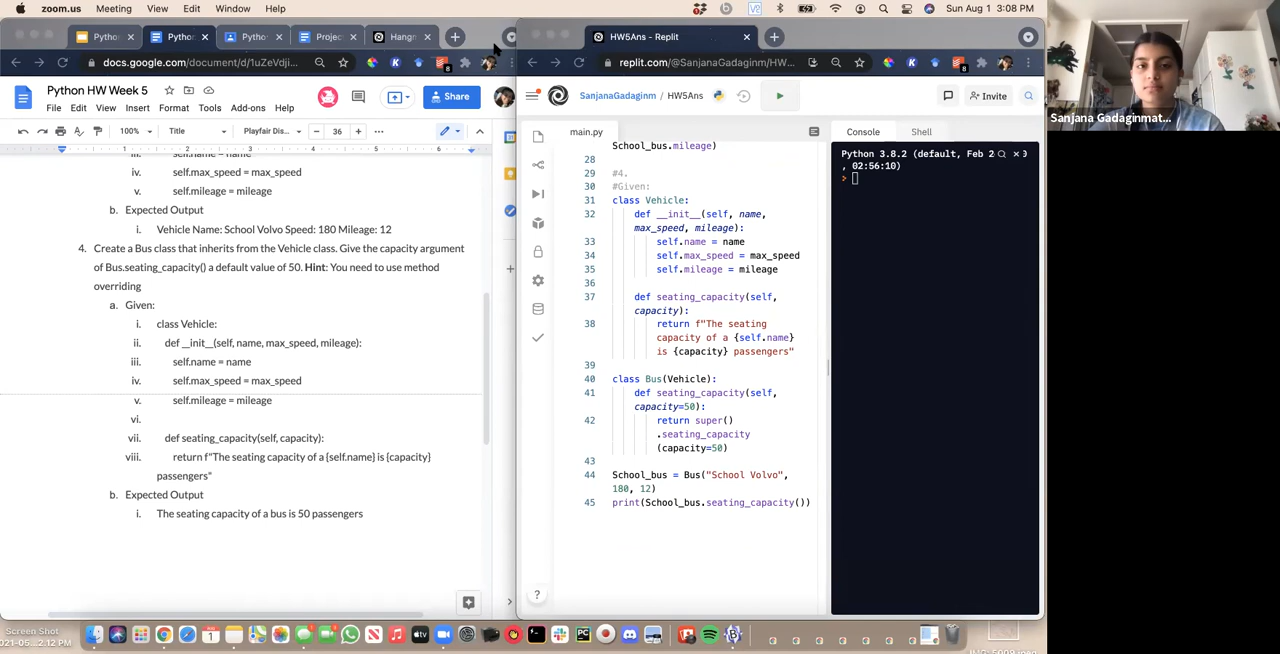 zoom.us Meeting View Edit Window Help
Sun Aug 1 3:08 PM
Pythor Pythor Python Projec Hangn
HW5Ans - Replit
docs.google.com/document/d/1uZeVdji...
replit.com/@SanjanaGadaginm/HW...
Python HW Week 5
File Edit View Insert Format Tools Add-ons Help
Share
SanjanaGadaginm / HW5Ans
Invite
100% Title Playfair Dis... 36
main.py
Console Shell
iv. self.max_speed = max_speed
v. self.mileage = mileage
b. Expected Output
i. Vehicle Name: School Volvo Speed: 180 Mileage: 12
4. Create a Bus class that inherits from the Vehicle class. Give the capacity argument
of Bus.seating_capacity() a default value of 50. Hint: You need to use method
overriding
a. Given:
i. class Vehicle:
ii. def __init__(self, name, max_speed, mileage):
iii. self.name = name
iv. self.max_speed = max_speed
v. self.mileage = mileage
vi.
vii. def seating_capacity(self, capacity):
viii. return f"The seating capacity of a {self.name} is {capacity}
passengers"
b. Expected Output
i. The seating capacity of a bus is 50 passengers
School_bus.mileage)
28
29 #4.
30 #Given:
31 class Vehicle:
32 def __init__(self, name,
max_speed, mileage):
33 self.name = name
34 self.max_speed = max_speed
35 self.mileage = mileage
36
37 def seating_capacity(self,
capacity):
38 return f"The seating
capacity of a {self.name}
is {capacity} passengers"
39
40 class Bus(Vehicle):
41 def seating_capacity(self,
capacity=50):
42 return super()
.seating_capacity
(capacity=50)
43
44 School_bus = Bus("School Volvo",
180, 12)
45 print(School_bus.seating_capacity())
Python 3.8.2 (default, Feb 2
, 02:56:10)
>
Sanjana Gadaginmat...
Screen Shot
2021-05...2.12 PM